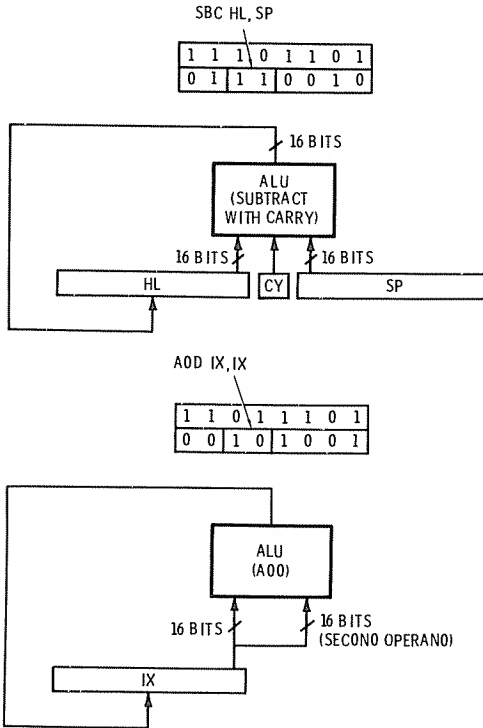 SBC HL, SP
1 1 1 0 1 1 0 1
0 1 1 1 0 0 1 0
16 BITS
ALU
(SUBTRACT
WITH CARRY)
16 BITS 16 BITS
HL CY SP
A0D IX, IX
1 1 0 1 1 1 0 1
0 0 1 0 1 0 0 1
ALU
(A00)
16 BITS 16 BITS
(SECONO OPERANO)
IX